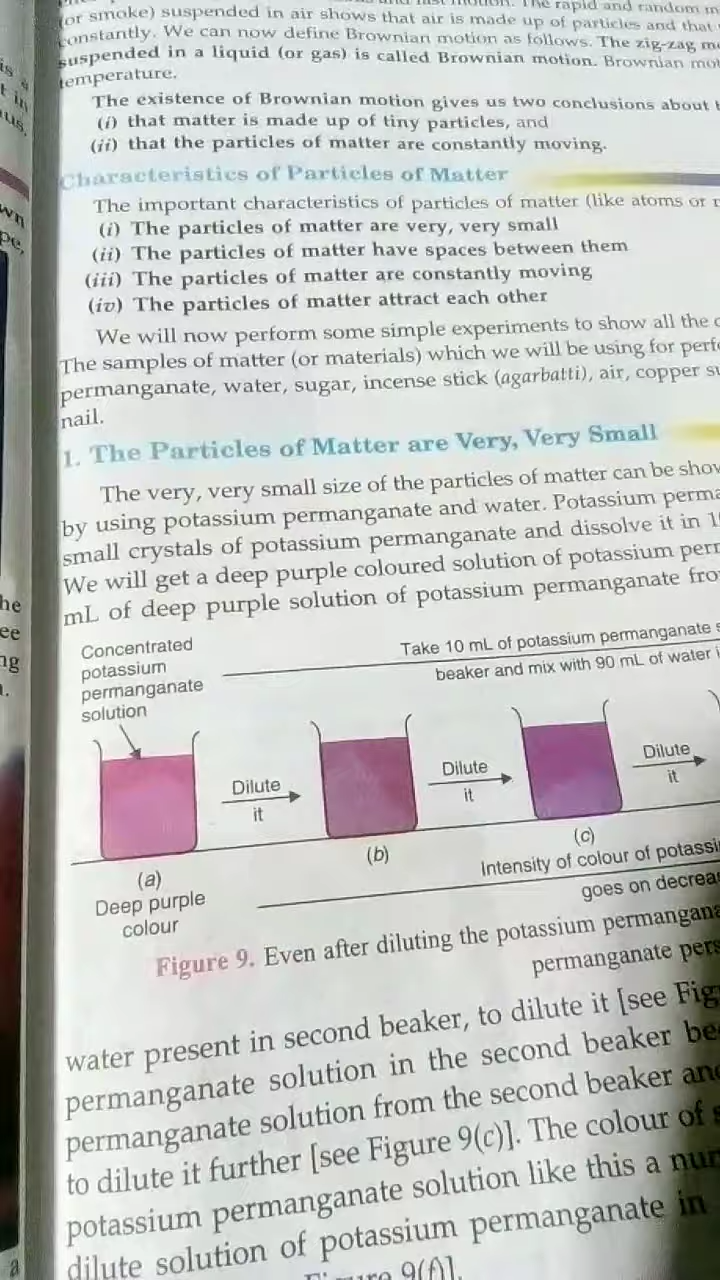 (or smoke) suspended in air shows that air is made up of particles and that
constantly. We can now define Brownian motion as follows. The zig-zag
suspended in a liquid (or gas) is called Brownian motion. Brownian
temperature.
The existence of Brownian motion gives us two conclusions about
(i) that matter is made up of tiny particles, and
(ii) that the particles of matter are constantly moving.
Characteristics of Particles of Matter
The important characteristics of particles of matter (like atoms or
(i) The particles of matter are very, very small
(ii) The particles of matter have spaces between them
(iii) The particles of matter are constantly moving
(iv) The particles of matter attract each other
We will now perform some simple experiments to show all the
The samples of matter (or materials) which we will be using for
permanganate, water, sugar, incense stick (agarbatti), air, copper
nail.
1. The Particles of Matter are Very, Very Small
The very, very small size of the particles of matter can be
by using potassium permanganate and water. Potassium
small crystals of potassium permanganate and dissolve it in
We will get a deep purple coloured solution of potassium
mL of deep purple solution of potassium permanganate
Concentrated
potassium
permanganate
solution
Take 10 mL of potassium permanganate
beaker and mix with 90 mL of water
Dilute
it
Dilute
it
Dilute
it
(a)
Deep purple
colour
(b)
(c)
Intensity of colour of
goes on
Figure 9. Even after diluting the potassium
permanganate
water present in second beaker, to dilute it [see
permanganate solution in the second beaker
permanganate solution from the second beaker
to dilute it further [see Figure 9(c)]. The colour of
potassium permanganate solution like this a
dilute solution of potassium permanganate in
9(f)].